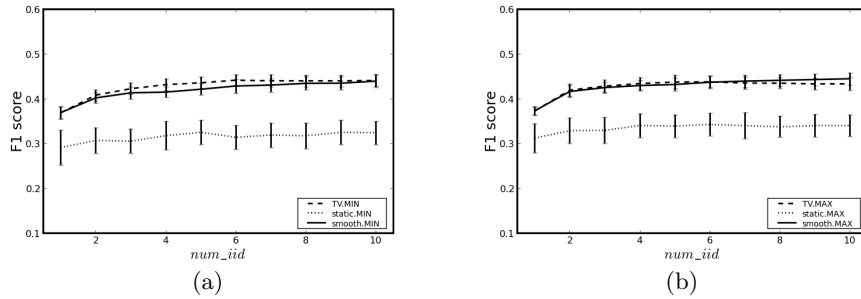 0.6
0.5
0.4
0.3
0.2
0.1
F1 score
2
4
6
8
10
num_iid
TV.MIN
static.MIN
smooth.MIN
(a)
0.6
0.5
0.4
0.3
0.2
0.1
F1 score
2
4
6
8
10
num_iid
TV.MAX
static.MAX
smooth.MAX
(b)